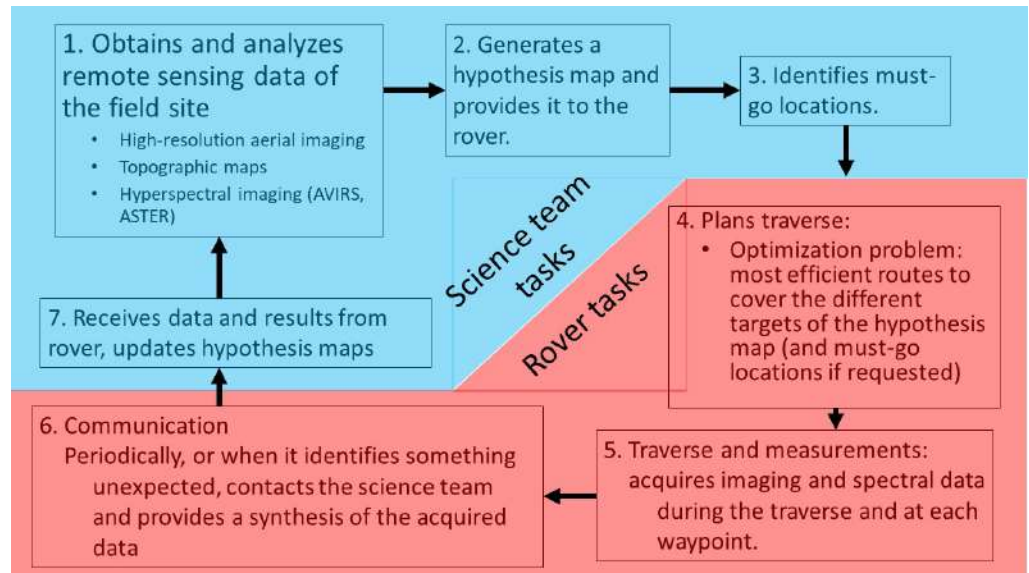 1. Obtains and analyzes
remote sensing data of
the field site
• High-resolution aerial imaging
• Topographic maps
• Hyperspectral imaging (AVIRS,
ASTER)
2. Generates a
hypothesis map and
provides it to the
rover.
3. Identifies must-
go locations.
Science team
tasks
Rover tasks
4. Plans traverse:
• Optimization problem:
most efficient routes to
cover the different
targets of the hypothesis
map (and must-go
locations if requested)
5. Traverse and measurements:
acquires imaging and spectral data
during the traverse and at each
waypoint.
6. Communication
Periodically, or when it identifies something
unexpected, contacts the science team
and provides a synthesis of the acquired
data
7. Receives data and results from
rover, updates hypothesis maps